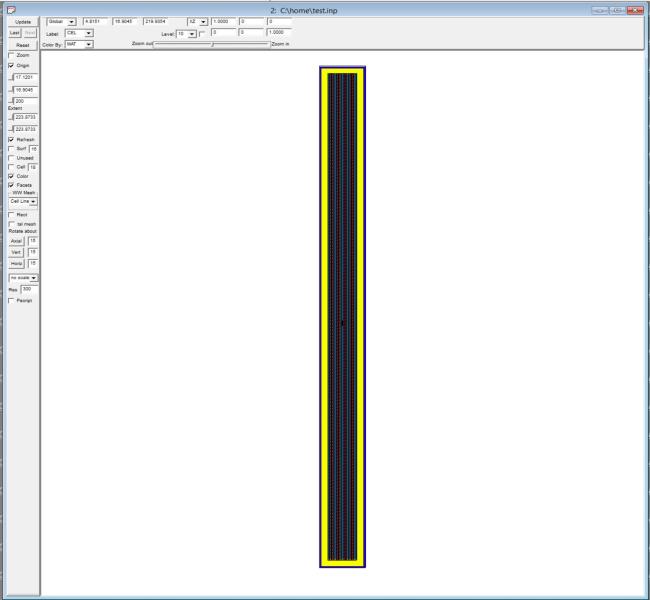 2: C:\home\test.inp
Update Global 4.8151 16.9045 219.9354 XZ 1.0000 0 0
Last Next Label: CEL Level: 10 0 0 1.0000
Reset Color By: MAT Zoom out Zoom in
Zoom
Origin
17.1201
16.9045
200
Extent
223.8733
223.8733
Refresh
Surf
Unused
Cell
Color
Facets
WW Mesh
Cell Line
Rect
tal mesh
Rotate about
Axial 15
Vert 15
Horiz 15
no scale
Res 300
Pscript